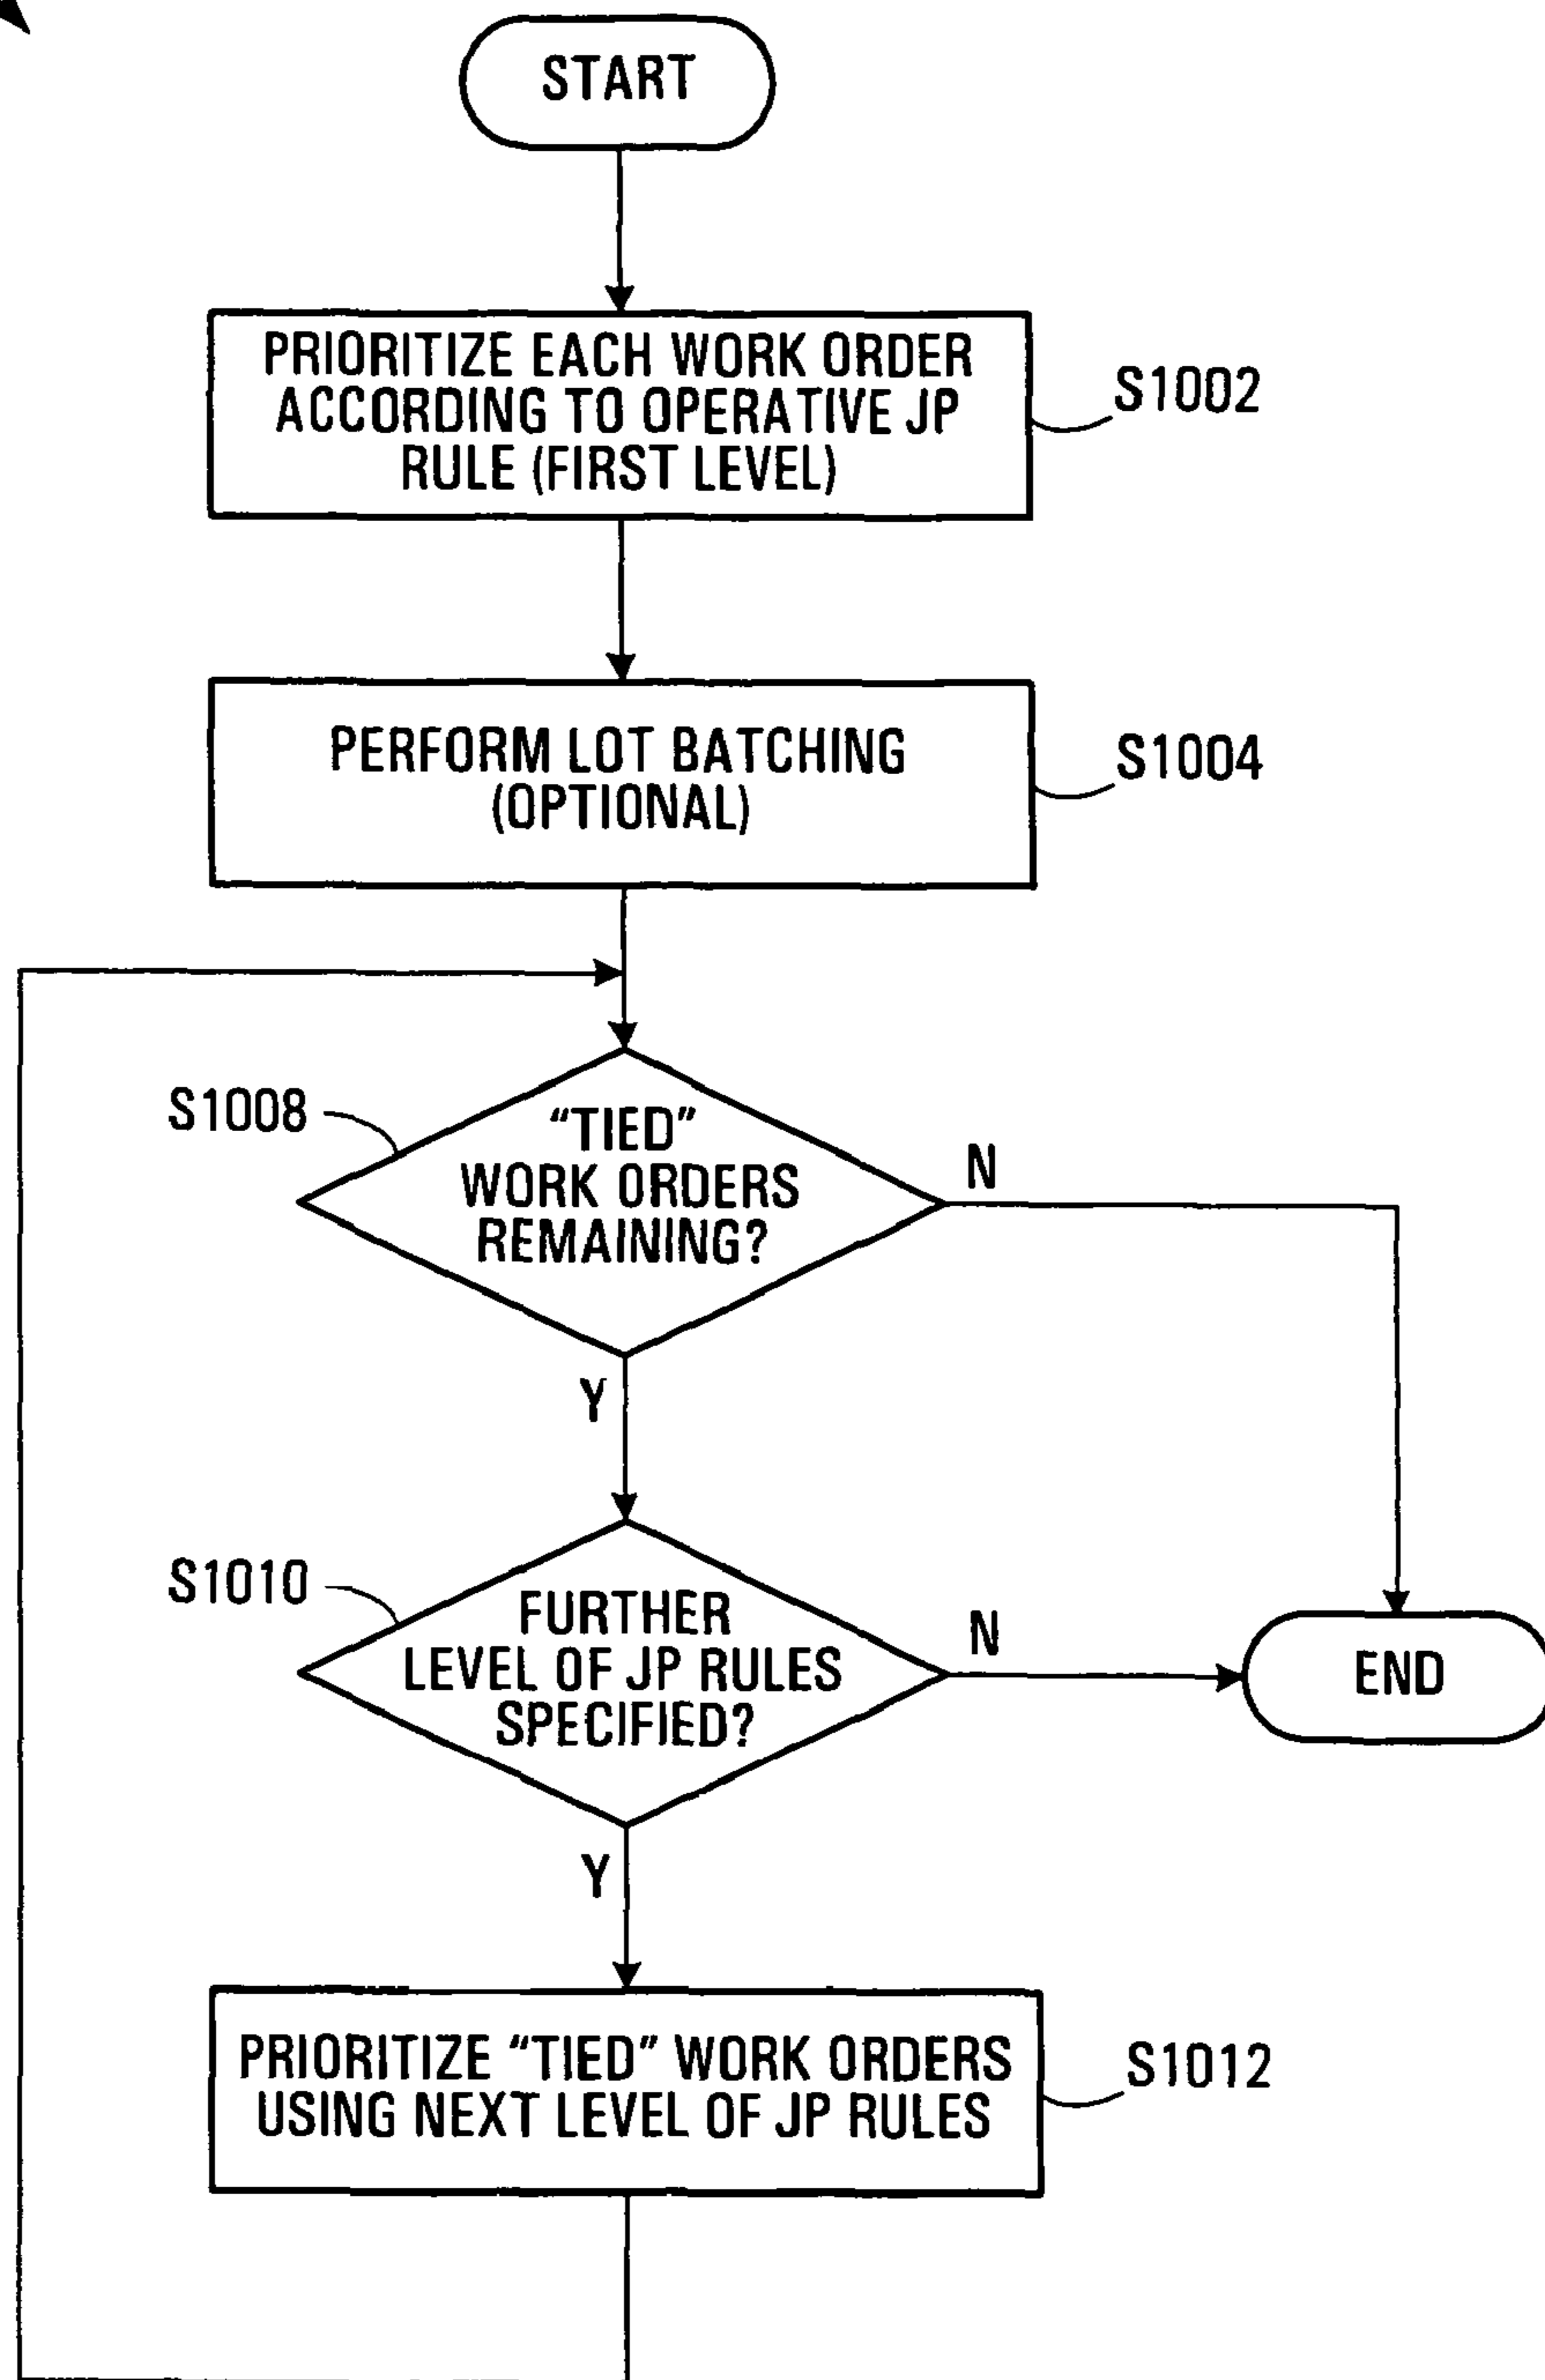 START
PRIORITIZE EACH WORK ORDER
ACCORDING TO OPERATIVE JP
RULE (FIRST LEVEL)
S1002
PERFORM LOT BATCHING
(OPTIONAL)
S1004
S1008
“TIED”
WORK ORDERS
REMAINING?
N
Y
S1010
FURTHER
LEVEL OF JP RULES
SPECIFIED?
N
END
Y
PRIORITIZE “TIED” WORK ORDERS
USING NEXT LEVEL OF JP RULES
S1012